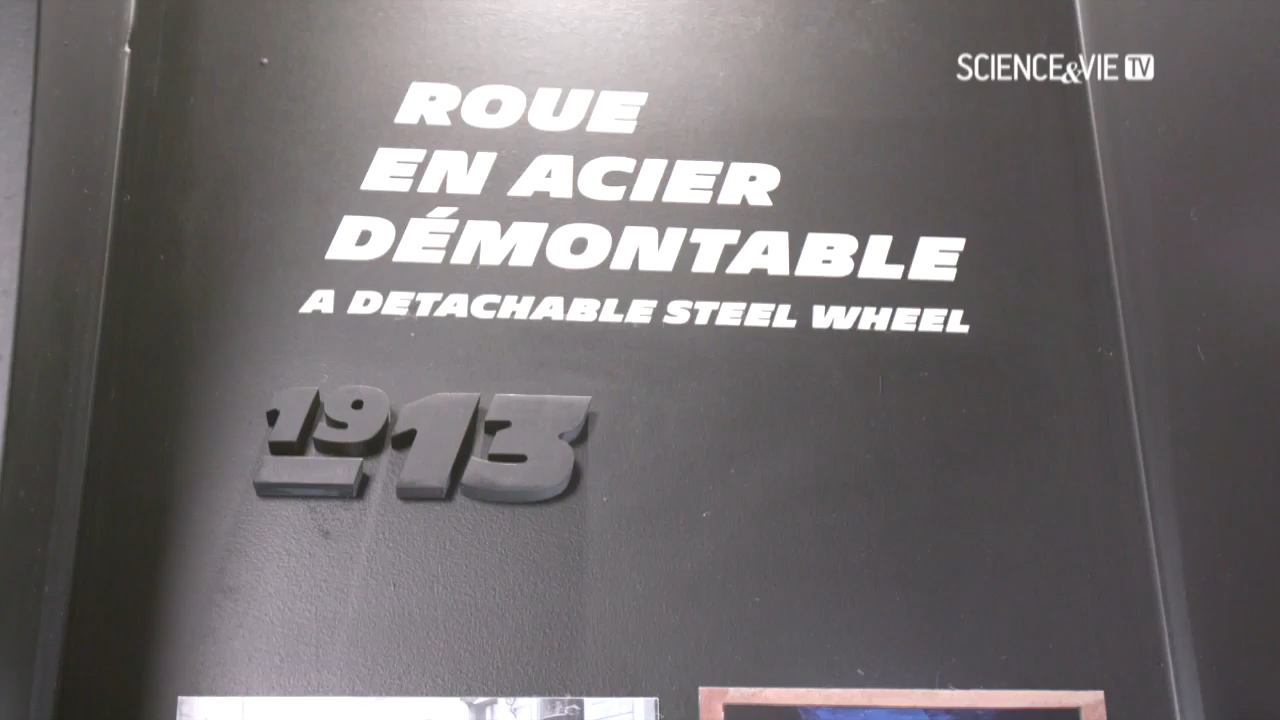 SCIENCE&VIE TV
ROUE
EN ACIER
DÉMONTABLE
A DETACHABLE STEEL WHEEL
1913